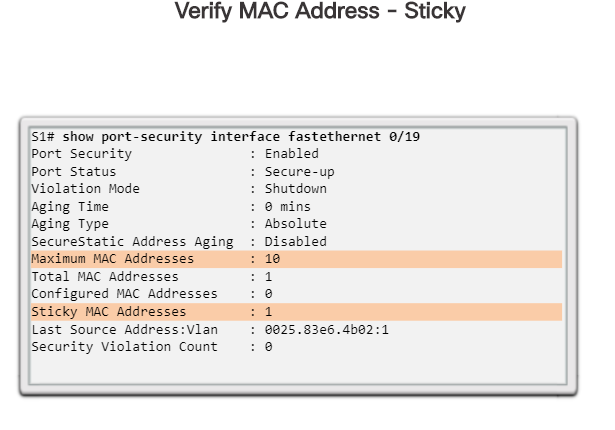 Verify MAC Address - Sticky
S1# show port-security interface fastethernet 0/19
Port Security : Enabled
Port Status : Secure-up
Violation Mode : Shutdown
Aging Time : 0 mins
Aging Type : Absolute
SecureStatic Address Aging : Disabled
Maximum MAC Addresses : 10
Total MAC Addresses : 1
Configured MAC Addresses : 0
Sticky MAC Addresses : 1
Last Source Address:Vlan : 0025.83e6.4b02:1
Security Violation Count : 0